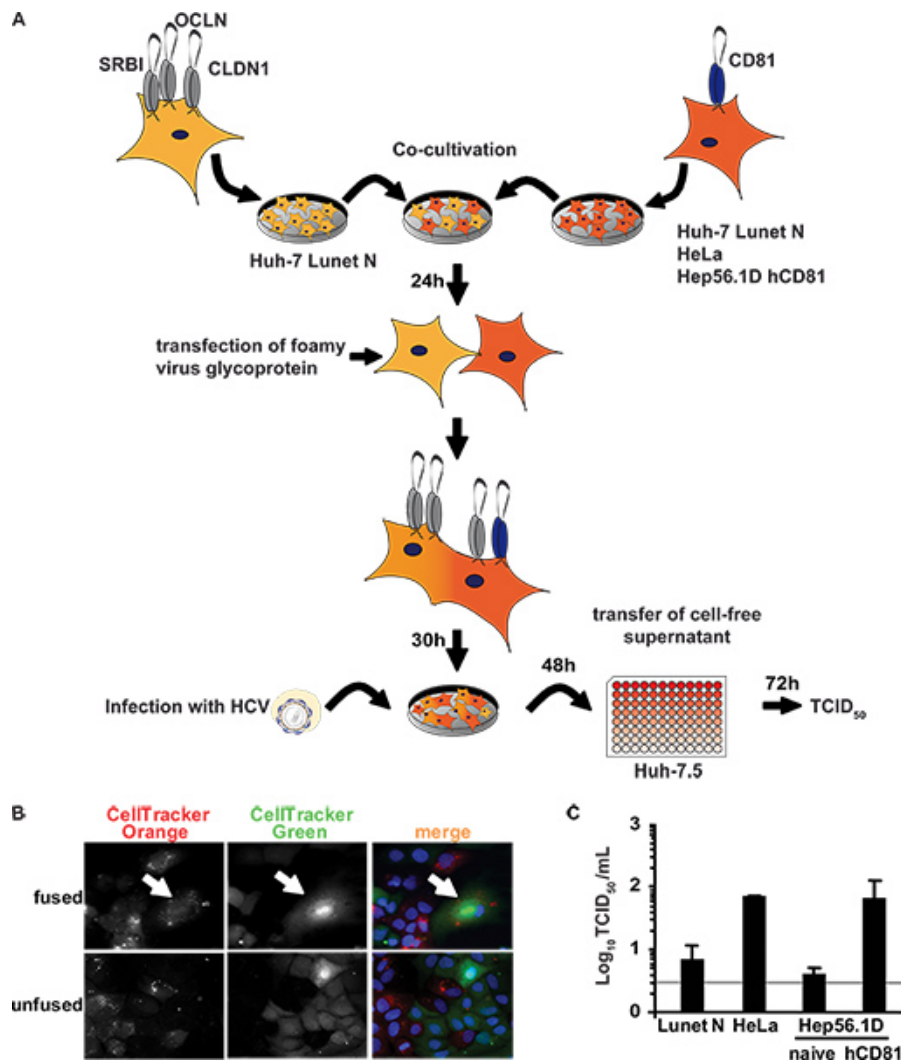 A
OCLN
SRBI
CLDN1
CD81
Co-cultivation
Huh-7 Lunet N
Huh-7 Lunet N
HeLa
Hep56.1D hCD81
24h
transfection of foamy
virus glycoprotein
30h
transfer of cell-free
supernatant
48h
72h
Infection with HCV
TCID50
Huh-7.5
B
CellTracker
Orange
CellTracker
Green
merge
fused
unfused
C
Log10 TCID50/mL
3
2
1
0
Lunet N
HeLa
Hep56.1D
naive
hCD81